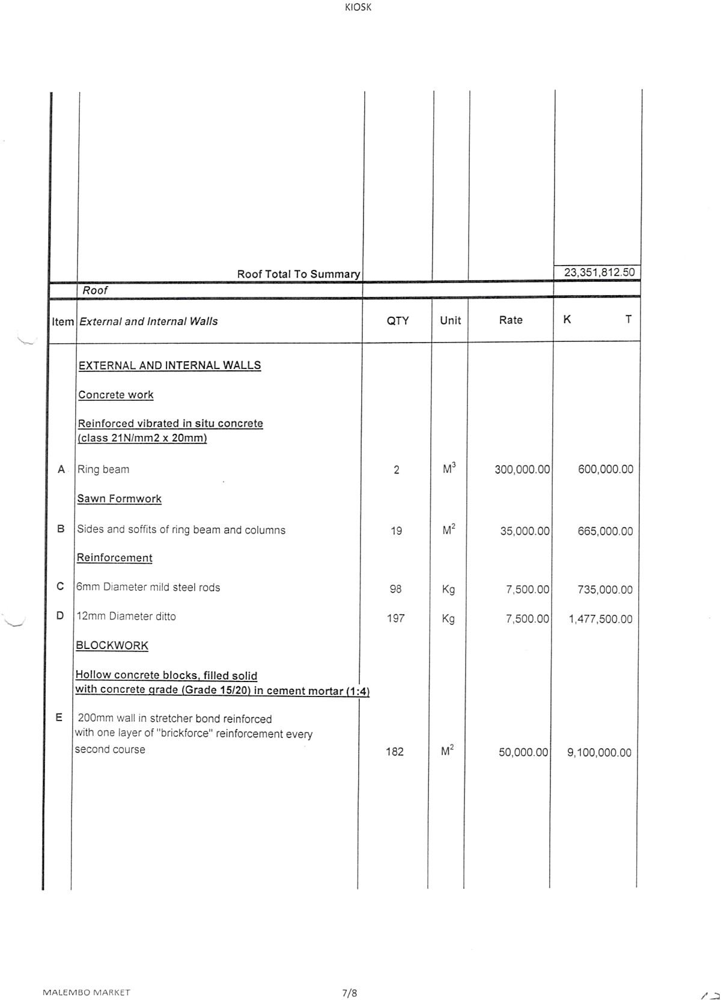 KIOSK
Roof Total To Summary 23,351,812.50
Roof
Item External and Internal Walls QTY Unit Rate K T
EXTERNAL AND INTERNAL WALLS
Concrete work
Reinforced vibrated in situ concrete
(class 21N/mm2 x 20mm)
A Ring beam 2 M³ 300,000.00 600,000.00
Sawn Formwork
B Sides and soffits of ring beam and columns 19 M² 35,000.00 665,000.00
Reinforcement
C 6mm Diameter mild steel rods 98 Kg 7,500.00 735,000.00
D 12mm Diameter ditto 197 Kg 7,500.00 1,477,500.00
BLOCKWORK
Hollow concrete blocks, filled solid
with concrete grade (Grade 15/20) in cement mortar (1:4)
E 200mm wall in stretcher bond reinforced
with one layer of "brickforce" reinforcement every
second course 182 M² 50,000.00 9,100,000.00
MALEMBO MARKET 7/8